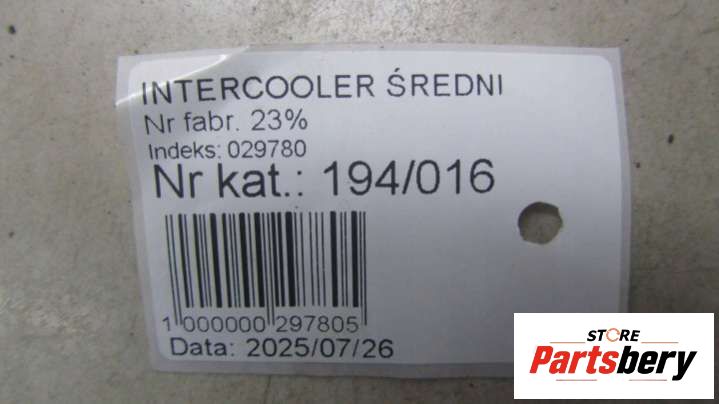 INTERCOOLER ŚREDNI
Nr fabr. 23%
Indeks: 029780
Nr kat.: 194/016
1 000000 297805
Data: 2025/07/26
STORE
Partsbery